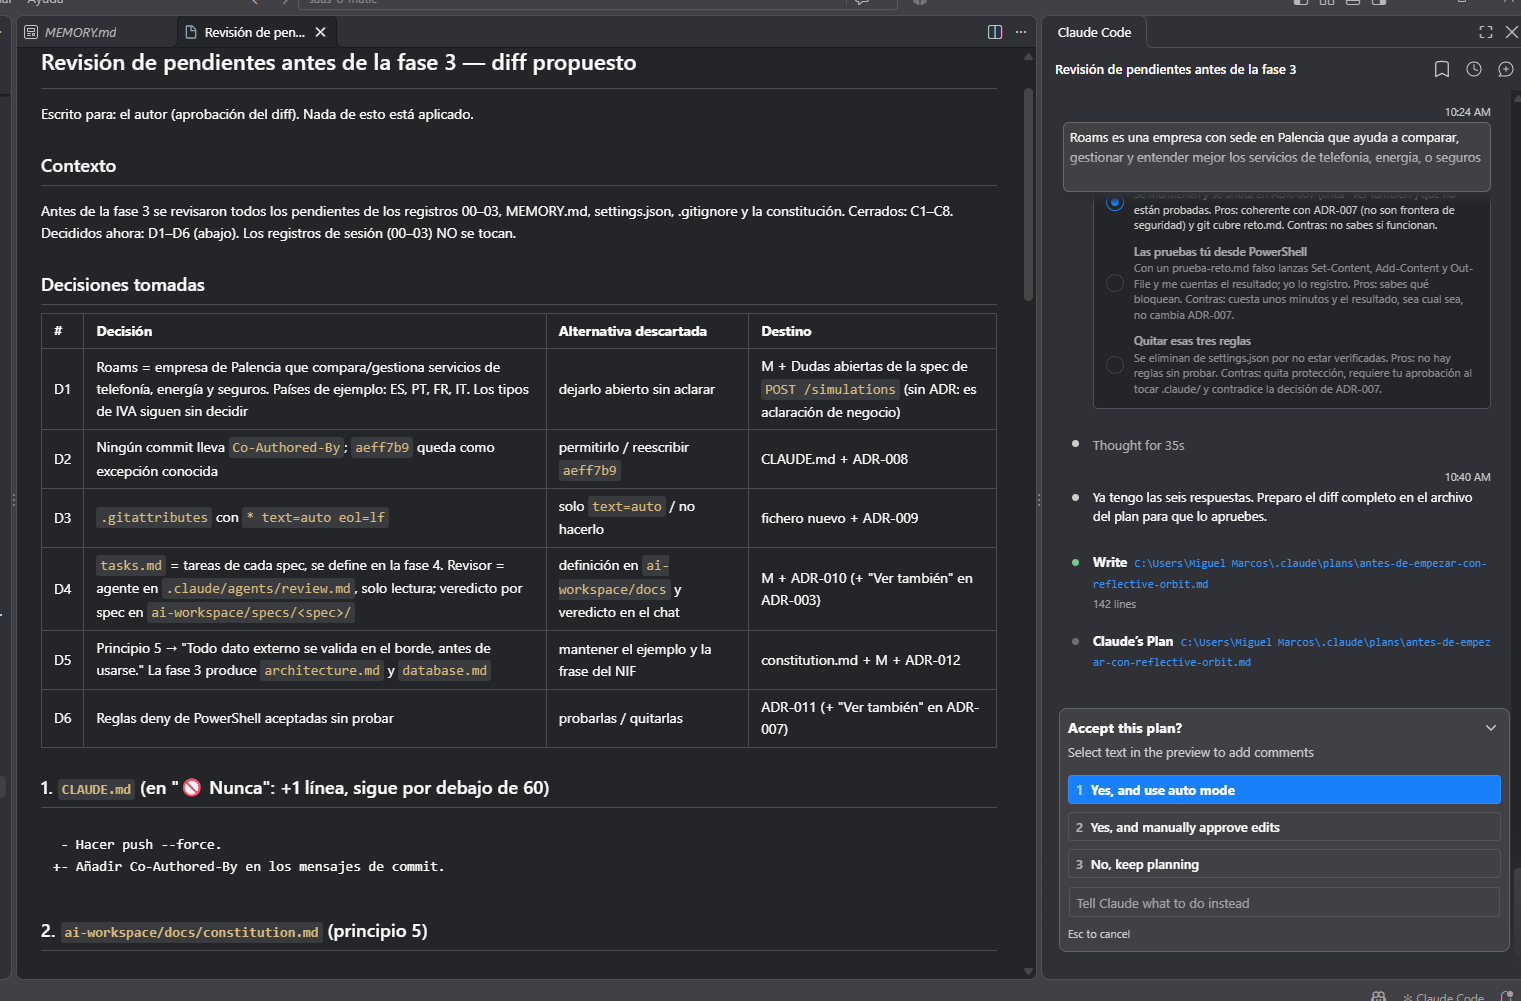 Ayuda
saas-o-matic
MEMORY.md
Revisión de pen...
Claude Code
Revisión de pendientes antes de la fase 3 — diff propuesto
Escrito para: el autor (aprobación del diff). Nada de esto está aplicado.
Contexto
Antes de la fase 3 se revisaron todos los pendientes de los registros 00–03, MEMORY.md, settings.json, .gitignore y la constitución. Cerrados: C1–C8.
Decididos ahora: D1–D6 (abajo). Los registros de sesión (00–03) NO se tocan.
Decisiones tomadas
# Decisión Alternativa descartada Destino
D1
Roams = empresa de Palencia que compara/gestiona servicios de
telefonía, energía y seguros. Países de ejemplo: ES, PT, FR, IT. Los tipos
de IVA siguen sin decidir
dejarlo abierto sin aclarar
M + Dudas abiertas de la spec de
POST /simulations (sin ADR: es
aclaración de negocio)
D2
Ningún commit lleva Co-Authored-By ; aeff7b9 queda como
excepción conocida
permitirlo / reescribir
aeff7b9
CLAUDE.md + ADR-008
D3
.gitattributes con * text=auto eol=lf
solo text=auto / no
hacerlo
fichero nuevo + ADR-009
D4
tasks.md = tareas de cada spec, se define en la fase 4. Revisor =
agente en .claude/agents/review.md , solo lectura; veredicto por
spec en ai-workspace/specs/<spec>/
definición en ai-
workspace/docs y
veredicto en el chat
M + ADR-010 (+ "Ver también" en
ADR-003)
D5
Principio 5 → "Todo dato externo se valida en el borde, antes de
usarse." La fase 3 produce architecture.md y database.md
mantener el ejemplo y la
frase del NIF
constitution.md + M + ADR-012
D6
Reglas deny de PowerShell aceptadas sin probar
probarlas / quitarlas
ADR-011 (+ "Ver también" en ADR-
007)
1. CLAUDE.md (en "🚫 Nunca": +1 línea, sigue por debajo de 60)
- Hacer push --force.
+- Añadir Co-Authored-By en los mensajes de commit.
2. ai-workspace/docs/constitution.md (principio 5)
Revisión de pendientes antes de la fase 3
10:24 AM
Roams es una empresa con sede en Palencia que ayuda a comparar,
gestionar y entender mejor los servicios de telefonia, energia, o seguros
Se mantienen y se anota en ADR-007 (línea "Ver también") que no
están probadas. Pros: coherente con ADR-007 (no son frontera de
seguridad) y git cubre reto.md. Contras: no sabes si funcionan.
Las pruebas tú desde PowerShell
Con un prueba-reto.md falso lanzas Set-Content, Add-Content y Out-
File y me cuentas el resultado; yo lo registro. Pros: sabes qué
bloquean. Contras: cuesta unos minutos y el resultado, sea cual sea,
no cambia ADR-007.
Quitar esas tres reglas
Se eliminan de settings.json por no estar verificadas. Pros: no hay
reglas sin probar. Contras: quita protección, requiere tu aprobación al
tocar .claude/ y contradice la decisión de ADR-007.
Thought for 35s
10:40 AM
Ya tengo las seis respuestas. Preparo el diff completo en el archivo
del plan para que lo apruebes.
Write C:\Users\Miguel Marcos\.claude\plans\antes-de-empezar-con-
reflective-orbit.md
142 lines
Claude's Plan C:\Users\Miguel Marcos\.claude\plans\antes-de-empez
ar-con-reflective-orbit.md
Accept this plan?
Select text in the preview to add comments
1 Yes, and use auto mode
2 Yes, and manually approve edits
3 No, keep planning
Tell Claude what to do instead
Esc to cancel
Claude Code